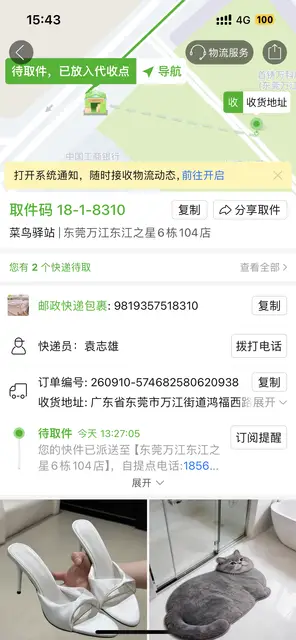 15:43
4G 100
物流服务
待取件，已放入代收点
导航
收 收货地址
中国工商银行
打开系统通知，随时接收物流动态，前往开启
取件码 18-1-8310
复制
分享取件
菜鸟驿站 | 东莞万江东江之星6栋104店
您有 2 个快递待取
查看全部
邮政快递包裹: 9819357518310
复制
快递员：袁志雄
拨打电话
订单编号: 260910-574682580620938
复制
收货地址: 广东省东莞市万江街道鸿福西路
展开
待取件 今天 13:27:05
订阅提醒
您的快件已派送至【东莞万江东江之
星6栋104店】，自提点电话:1856...
展开